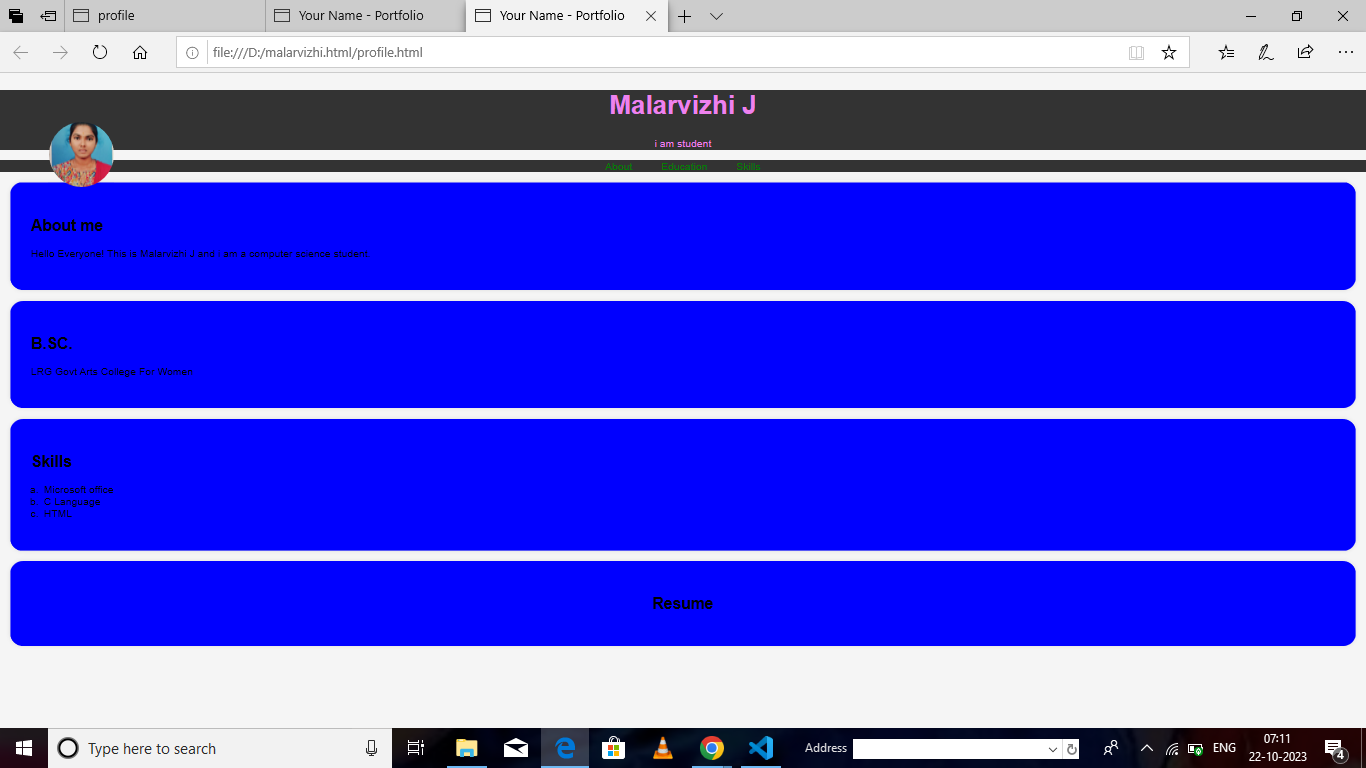 profile
Your Name - Portfolio
Your Name - Portfolio
file:///D:/malarvizhi.html/profile.html
Malarvizhi J
i am student
About Education Skills
About me
Hello Everyone! This is Malarvizhi J and i am a computer science student.
B.SC.
LRG Govt Arts College For Women
Skills
a. Microsoft office
b. C Language
c. HTML
Resume
Type here to search
Address
ENG
07:11
22-10-2023
4